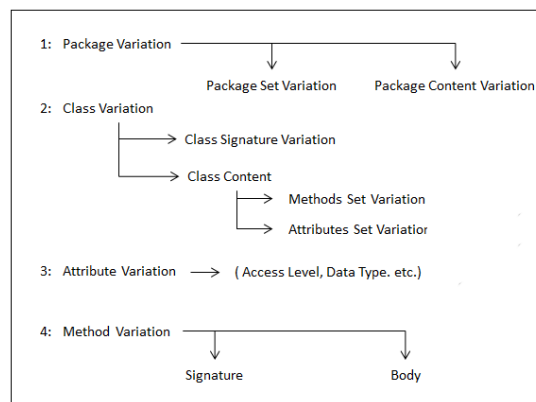 1: Package Variation
Package Set Variation
Package Content Variation
2: Class Variation
Class Signature Variation
Class Content
Methods Set Variation
Attributes Set Variation
3: Attribute Variation
( Access Level, Data Type. etc.)
4: Method Variation
Signature
Body